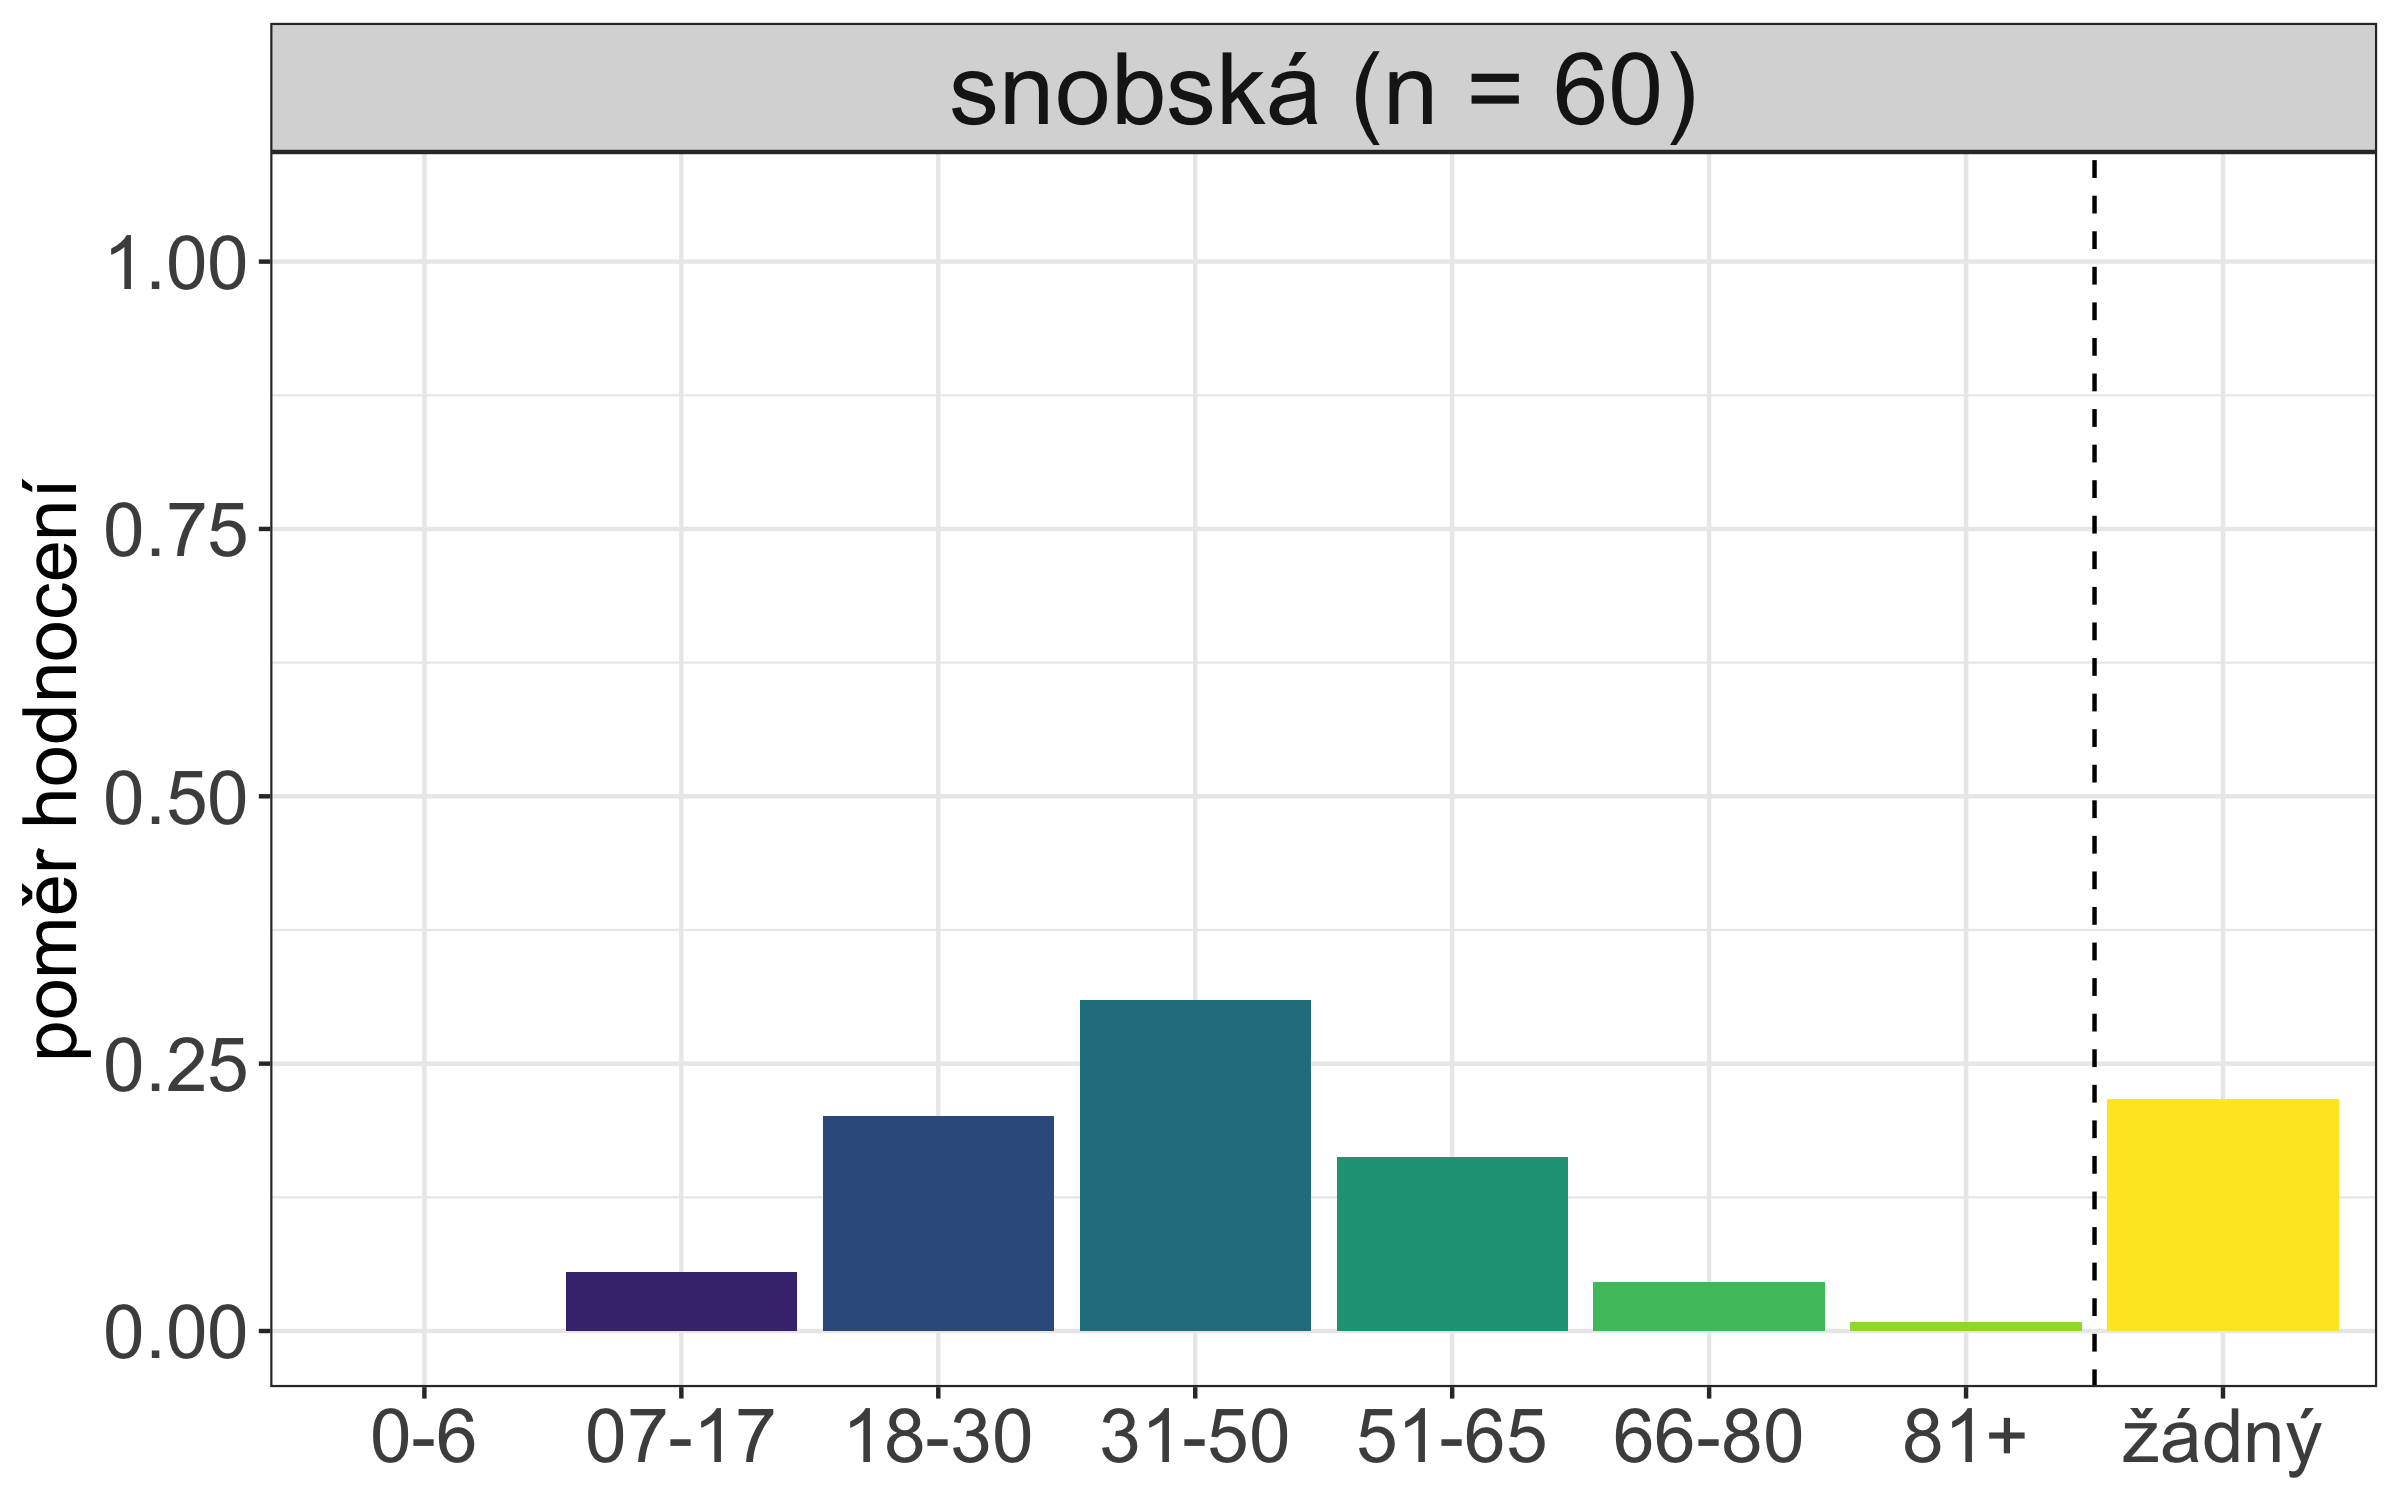 snobská (n = 60)
poměr hodnocení
1.00
0.75
0.50
0.25
0.00
0-6 07-17 18-30 31-50 51-65 66-80 81+ žádný